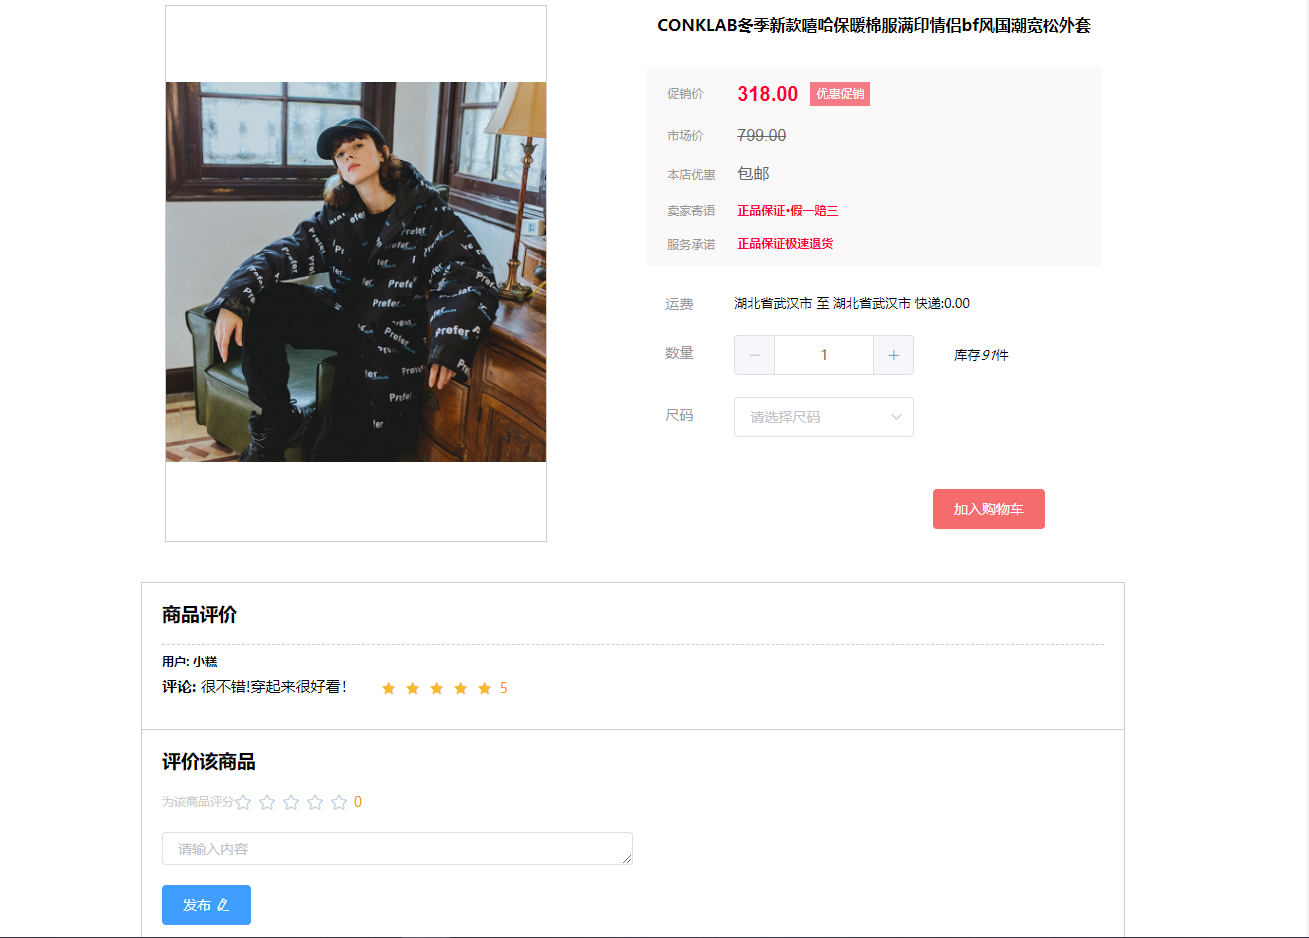 CONKLAB冬季新款嘻哈保暖棉服满印情侣bf风国潮宽松外套
促销价 318.00 优惠促销
市场价 799.00
本店优惠 包邮
卖家寄语 正品保证•假一赔三
服务承诺 正品保证极速退货
运费 湖北省武汉市 至 湖北省武汉市 快递:0.00
数量 1 库存91件
尺码 请选择尺码
加入购物车
Prefer
Prefer
Prefer
Prefer
Prefer
商品评价
用户: 小糕
评论: 很不错!穿起来很好看! 5
评价该商品
为该商品评分 0
请输入内容
发布